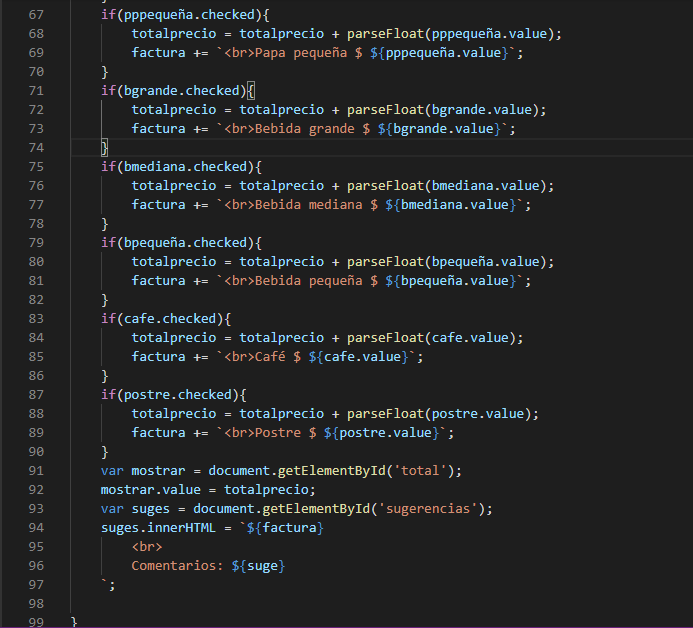 67 if(pppequeña.checked){
68 totalprecio = totalprecio + parseFloat(pppequeña.value);
69 factura += `<br>Papa pequeña $ ${pppequeña.value}`;
70 }
71 if(bgrande.checked){
72 totalprecio = totalprecio + parseFloat(bgrande.value);
73 factura += `<br>Bebida grande $ ${bgrande.value}`;
74 }
75 if(bmediana.checked){
76 totalprecio = totalprecio + parseFloat(bmediana.value);
77 factura += `<br>Bebida mediana $ ${bmediana.value}`;
78 }
79 if(bpequeña.checked){
80 totalprecio = totalprecio + parseFloat(bpequeña.value);
81 factura += `<br>Bebida pequeña $ ${bpequeña.value}`;
82 }
83 if(cafe.checked){
84 totalprecio = totalprecio + parseFloat(cafe.value);
85 factura += `<br>Café $ ${cafe.value}`;
86 }
87 if(postre.checked){
88 totalprecio = totalprecio + parseFloat(postre.value);
89 factura += `<br>Postre $ ${postre.value}`;
90 }
91 var mostrar = document.getElementById('total');
92 mostrar.value = totalprecio;
93 var suges = document.getElementById('sugerencias');
94 suges.innerHTML = `${factura}
95 <br>
96 Comentarios: ${suge}
97 `;
98
99 }